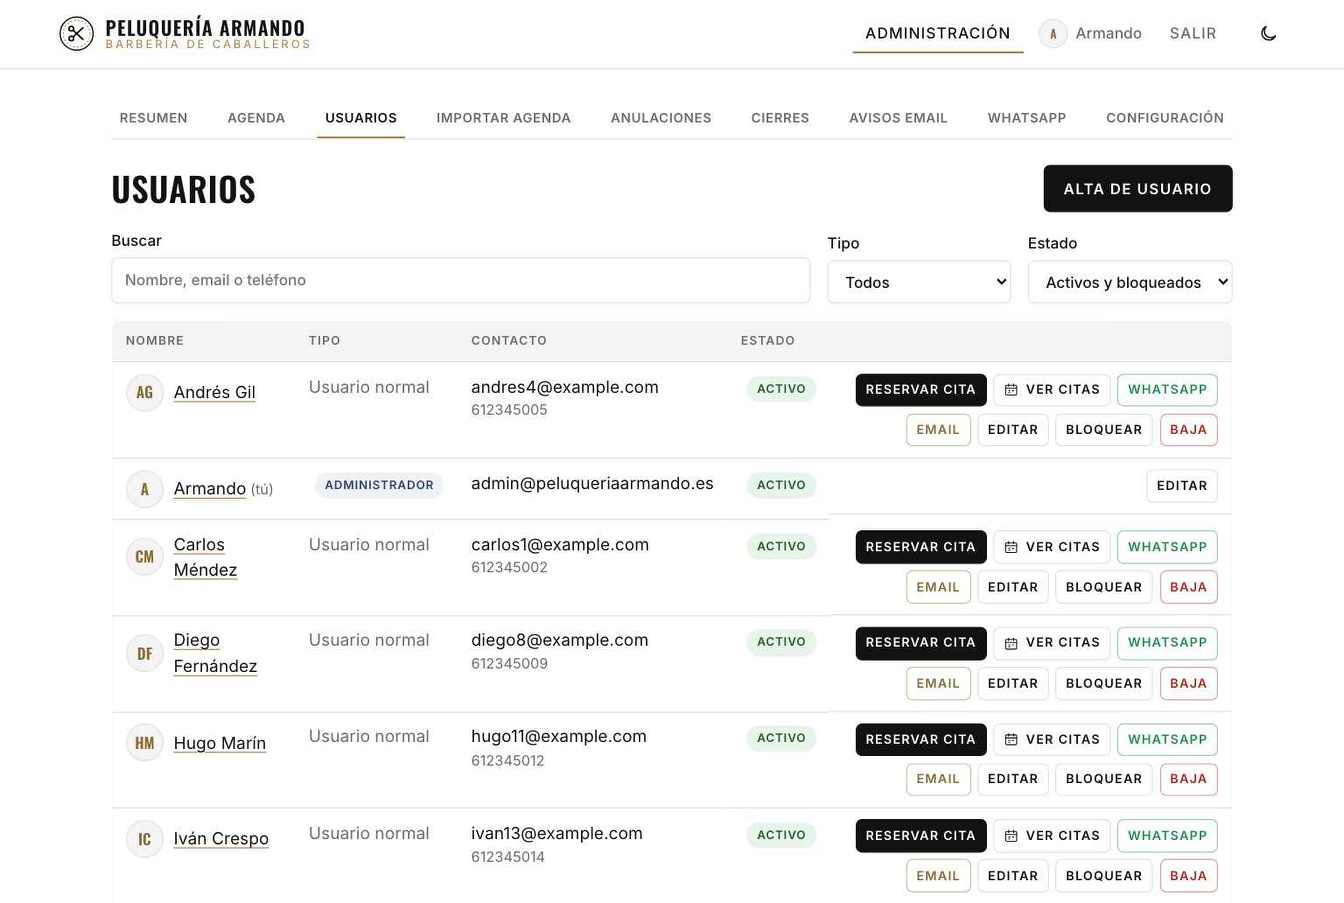 PELUQUERÍA ARMANDO
BARBERÍA DE CABALLEROS
ADMINISTRACIÓN
A
Armando
SALIR
RESUMEN
AGENDA
USUARIOS
IMPORTAR AGENDA
ANULACIONES
CIERRES
AVISOS EMAIL
WHATSAPP
CONFIGURACIÓN
USUARIOS
ALTA DE USUARIO
Buscar
Tipo
Estado
Nombre, email o teléfono
Todos
Activos y bloqueados
NOMBRE
TIPO
CONTACTO
ESTADO
AG
Andrés Gil
Usuario normal
andres4@example.com
612345005
ACTIVO
RESERVAR CITA
VER CITAS
WHATSAPP
EMAIL
EDITAR
BLOQUEAR
BAJA
A
Armando (tú)
ADMINISTRADOR
admin@peluqueriaarmando.es
ACTIVO
EDITAR
CM
Carlos
Méndez
Usuario normal
carlos1@example.com
612345002
ACTIVO
RESERVAR CITA
VER CITAS
WHATSAPP
EMAIL
EDITAR
BLOQUEAR
BAJA
DF
Diego
Fernández
Usuario normal
diego8@example.com
612345009
ACTIVO
RESERVAR CITA
VER CITAS
WHATSAPP
EMAIL
EDITAR
BLOQUEAR
BAJA
HM
Hugo Marín
Usuario normal
hugo11@example.com
612345012
ACTIVO
RESERVAR CITA
VER CITAS
WHATSAPP
EMAIL
EDITAR
BLOQUEAR
BAJA
IC
Iván Crespo
Usuario normal
ivan13@example.com
612345014
ACTIVO
RESERVAR CITA
VER CITAS
WHATSAPP
EMAIL
EDITAR
BLOQUEAR
BAJA